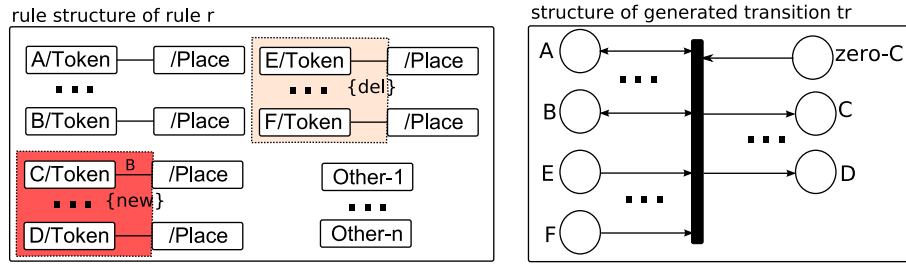 rule structure of rule r
A/Token /Place
E/Token /Place
{del}
B/Token /Place
F/Token /Place
C/Token B /Place
{new}
D/Token /Place
Other-1
Other-n
structure of generated transition tr
A
zero-C
B
C
E
D
F